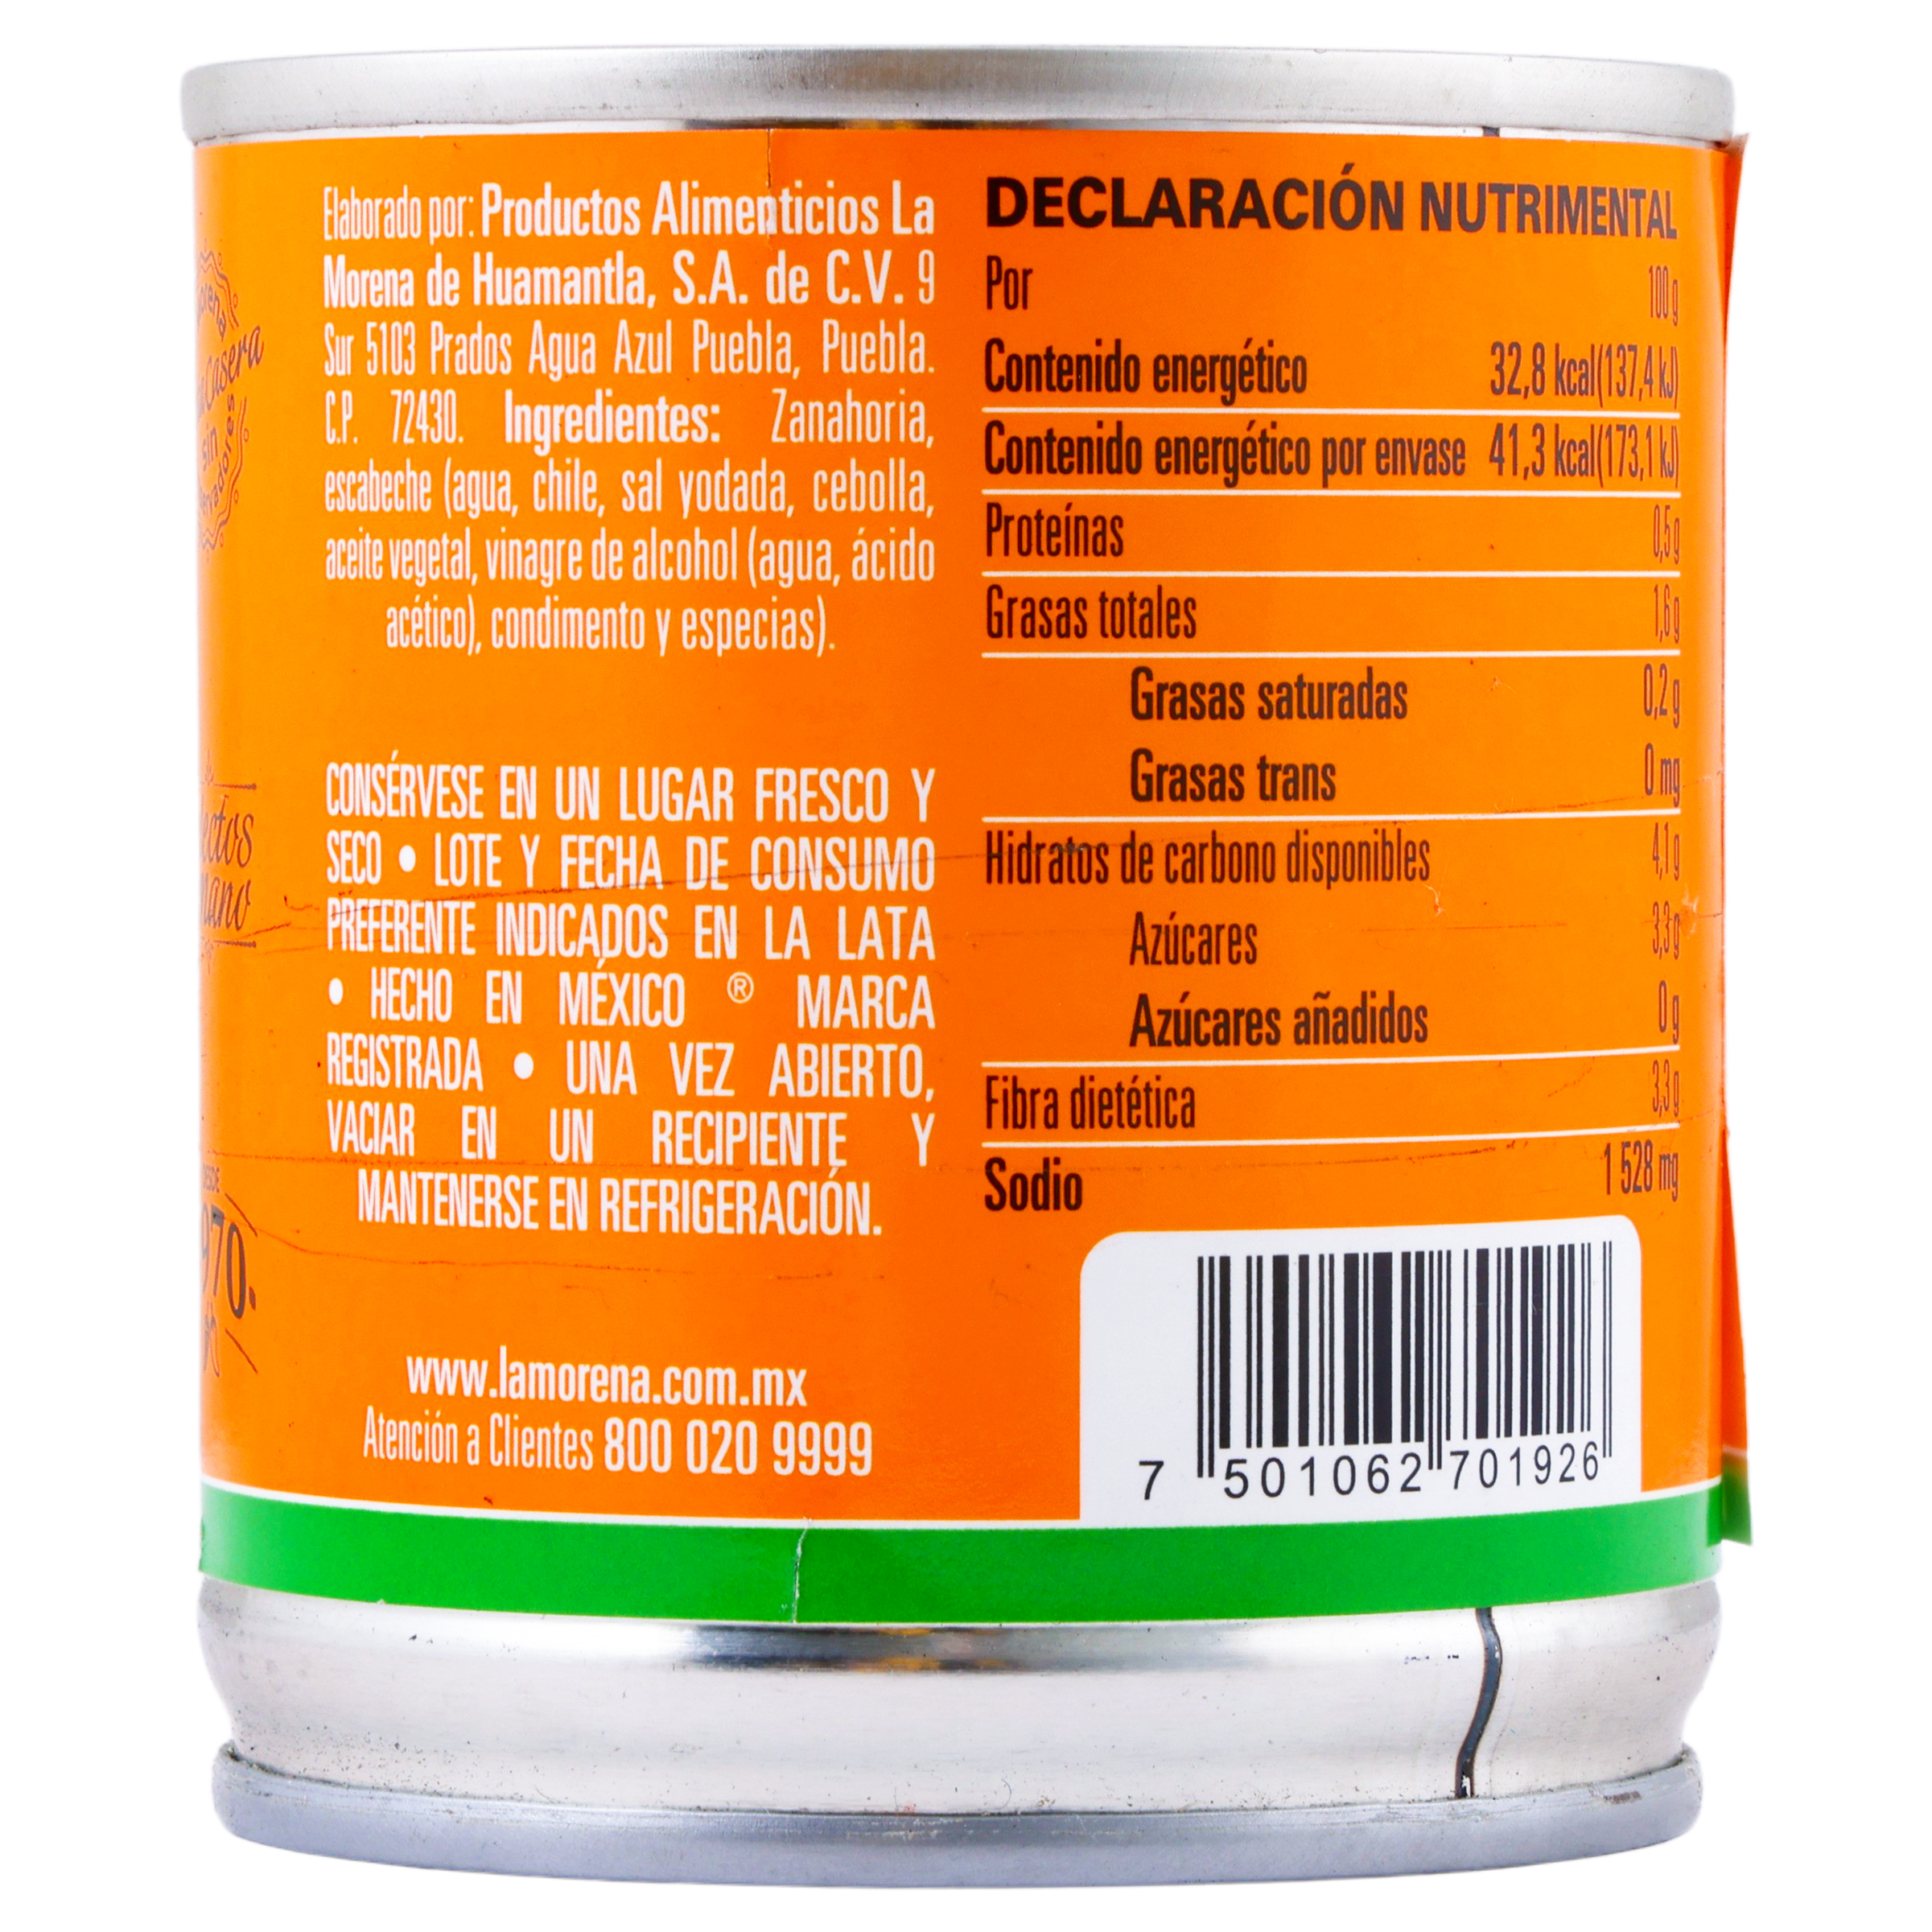 Casera
sin
DESDE
970
Elaborado por: Productos Alimenticios La
Morena de Huamantla, S.A. de C.V. 9
Sur 5103 Prados Agua Azul Puebla, Puebla.
C.P. 72430. Ingredientes: Zanahoria,
escabeche (agua, chile, sal yodada, cebolla,
aceite vegetal, vinagre de alcohol (agua, ácido
acético), condimento y especias).
CONSÉRVESE EN UN LUGAR FRESCO Y
SECO • LOTE Y FECHA DE CONSUMO
PREFERENTE INDICADOS EN LA LATA
• HECHO EN MÉXICO ® MARCA
REGISTRADA • UNA VEZ ABIERTO,
VACIAR EN UN RECIPIENTE Y
MANTENERSE EN REFRIGERACIÓN.
www.lamorena.com.mx
Atención a Clientes 800 020 9999
DECLARACIÓN NUTRIMENTAL
Por 100 g
Contenido energético 32,8 kcal(137,4 kJ)
Contenido energético por envase 41,3 kcal(173,1 kJ)
Proteínas 0,5 g
Grasas totales 1,6 g
Grasas saturadas 0,2 g
Grasas trans 0 mg
Hidratos de carbono disponibles 4,1 g
Azúcares 3,3 g
Azúcares añadidos 0 g
Fibra dietética 3,3 g
Sodio 1 528 mg
7 501062 701926